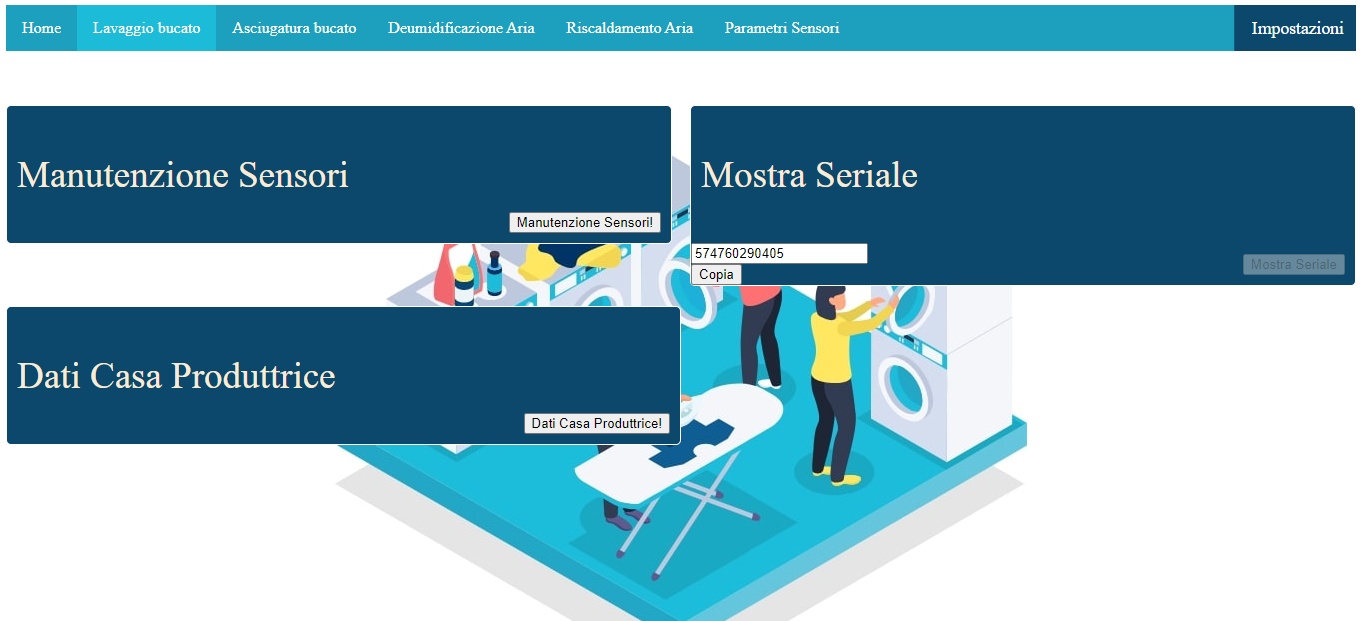 Home Lavaggio bucato Asciugatura bucato Deumidificazione Aria Riscaldamento Aria Parametri Sensori Impostazioni
Manutenzione Sensori
Manutenzione Sensori!
Mostra Seriale
574760290405
Copia
Mostra Seriale
Dati Casa Produttrice
Dati Casa Produttrice!